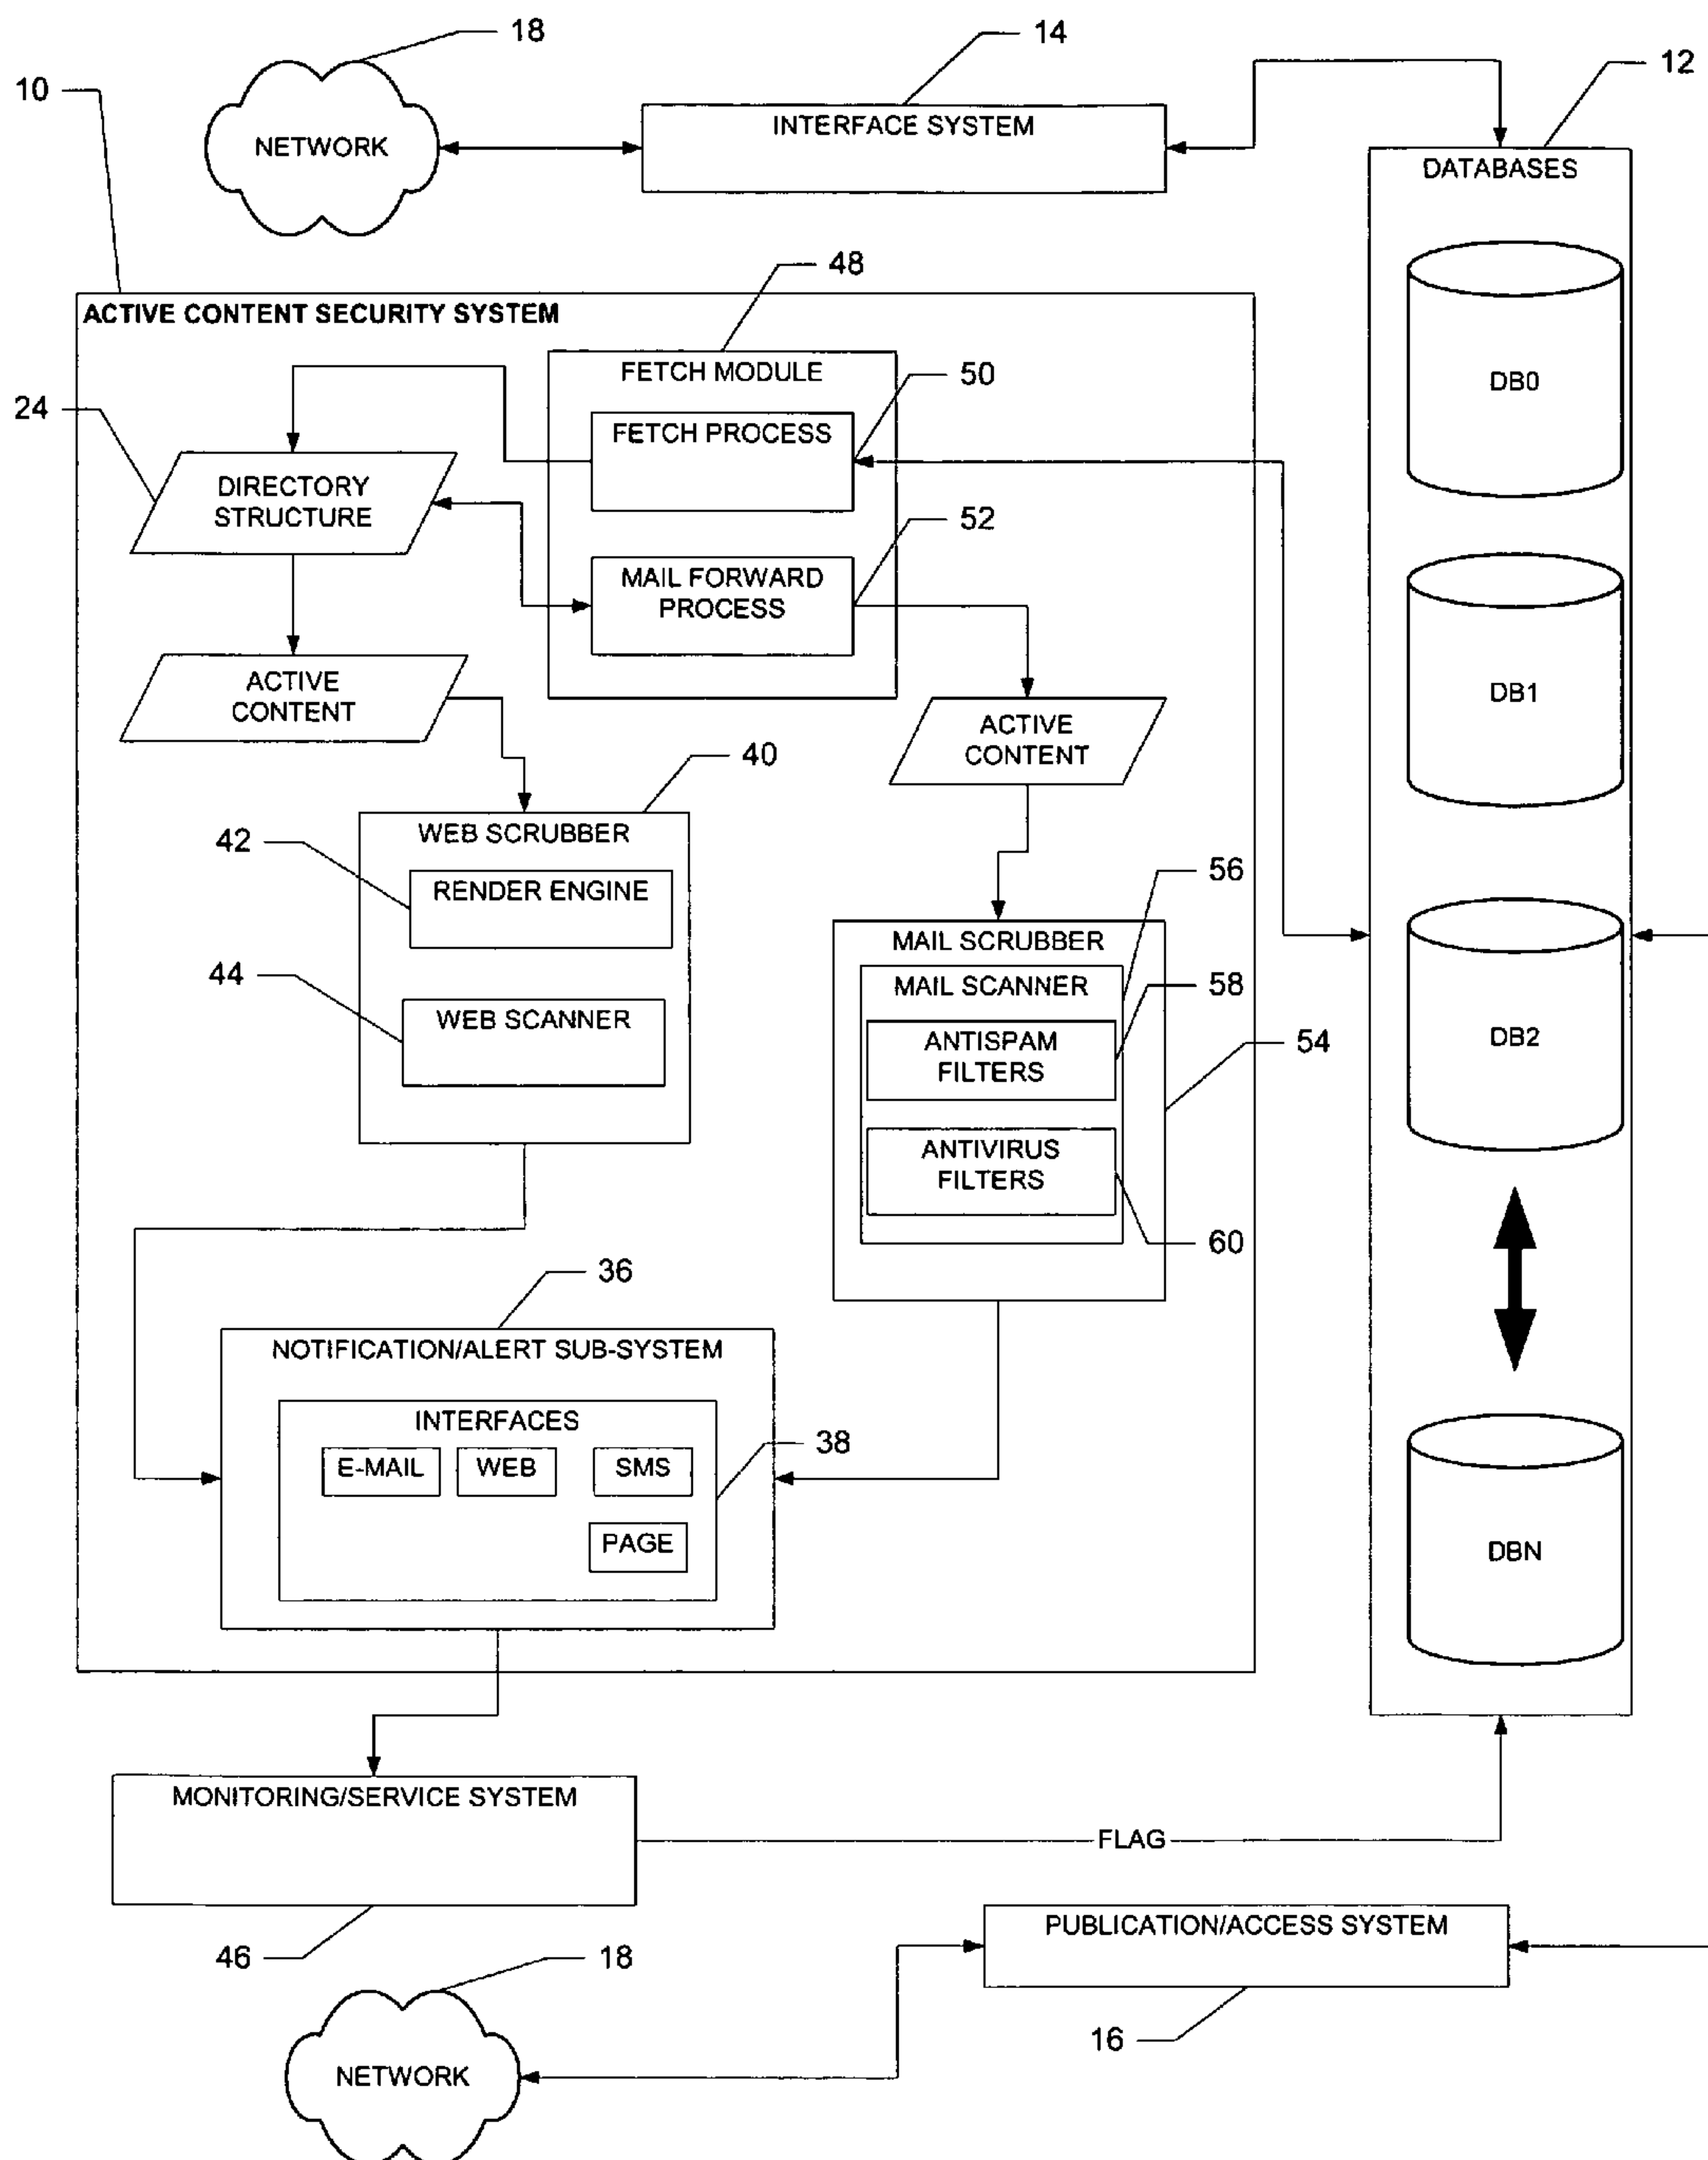 18
14
12
10
NETWORK
INTERFACE SYSTEM
DATABASES
48
ACTIVE CONTENT SECURITY SYSTEM
FETCH MODULE
50
DB0
24
FETCH PROCESS
DIRECTORY
STRUCTURE
52
MAIL FORWARD
PROCESS
ACTIVE
CONTENT
DB1
ACTIVE
CONTENT
40
WEB SCRUBBER
42
RENDER ENGINE
56
MAIL SCRUBBER
44
MAIL SCANNER
58
WEB SCANNER
ANTISPAM
FILTERS
54
DB2
ANTIVIRUS
FILTERS
60
36
NOTIFICATION/ALERT SUB-SYSTEM
INTERFACES
38
E-MAIL
WEB
SMS
PAGE
DBN
MONITORING/SERVICE SYSTEM
FLAG
PUBLICATION/ACCESS SYSTEM
46
18
16
NETWORK